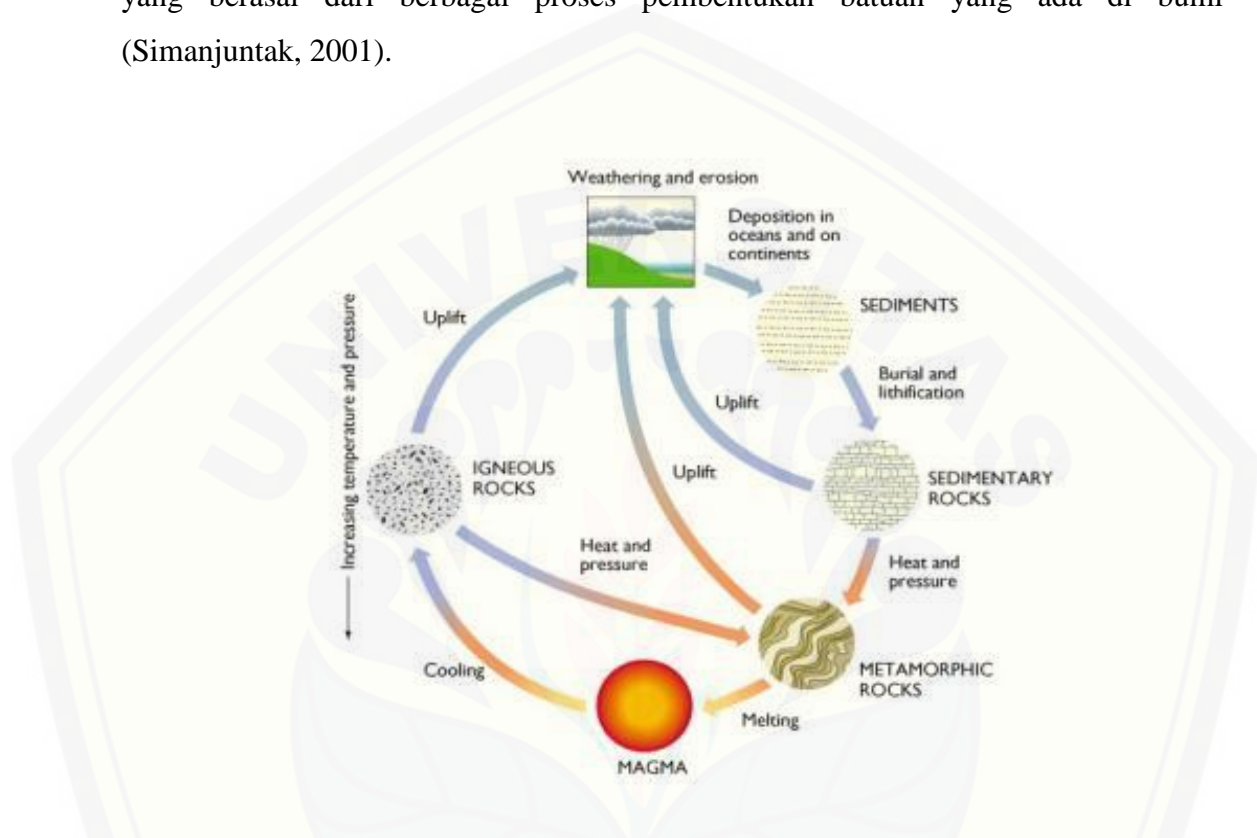 yang berasal dari berbagai proses pembentukan batuan yang ada di bumi
(Simanjuntak, 2001).
Weathering and erosion
Deposition in
oceans and on
continents
SEDIMENTS
Uplift
Burial and
lithification
Increasing temperature and pressure
Uplift
IGNEOUS
ROCKS
Uplift
SEDIMENTARY
ROCKS
Heat and
pressure
Heat and
pressure
Cooling
METAMORPHIC
ROCKS
Melting
MAGMA
UNIVERSITAS